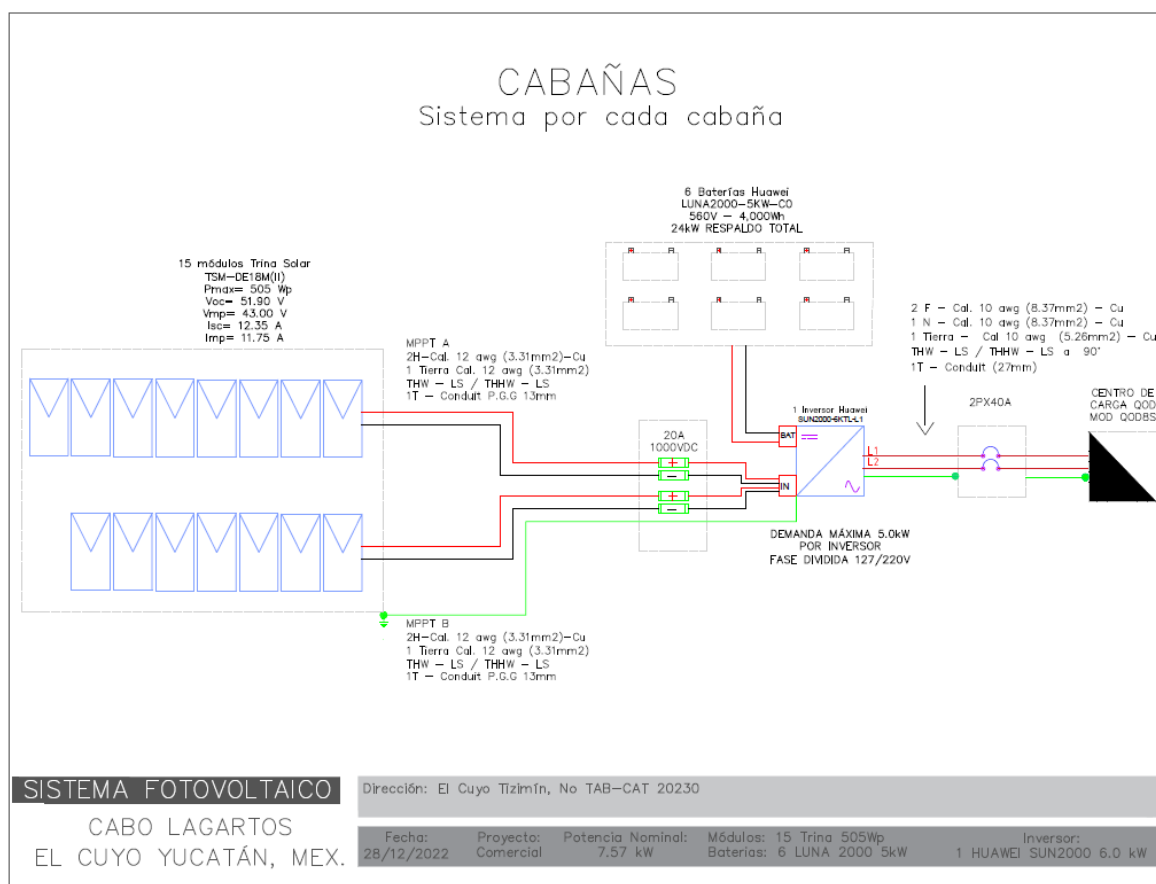 CABAÑAS
Sistema por cada cabaña
6 Baterías Huawei
LUNA2000-5KW-C0
560V - 4,000Wh
24kW RESPALDO TOTAL
15 módulos Trina Solar
TSM-DE18M(II)
Pmax= 505 Wp
Voc= 51.90 V
Vmp= 43.00 V
Isc= 12.35 A
Imp= 11.75 A
MPPT A
2H-Cal. 12 awg (3.31mm2)-Cu
1 Tierra Cal. 12 awg (3.31mm2)
THW - LS / THHW - LS
1T - Conduit P.G.G 13mm
2 F - Cal. 10 awg (8.37mm2) - Cu
1 N - Cal. 10 awg (8.37mm2) - Cu
1 Tierra - Cal 10 awg (5.26mm2) - Cu
THW - LS / THHW - LS a 90°
1T - Conduit (27mm)
2PX40A
CENTRO DE
CARGA QOD
MOD QOD8S
1 Inversor Huawei
SUN2000-6KTL-L1
20A
1000VDC
BAT
IN
L1
L2
DEMANDA MÁXIMA 5.0kW
POR INVERSOR
FASE DIVIDIDA 127/220V
MPPT B
2H-Cal. 12 awg (3.31mm2)-Cu
1 Tierra Cal. 12 awg (3.31mm2)
THW - LS / THHW - LS
1T - Conduit P.G.G 13mm
SISTEMA FOTOVOLTAICO
CABO LAGARTOS
EL CUYO YUCATÁN, MEX.
Dirección: El Cuyo Tizimín, No TAB-CAT 20230
Fecha:
28/12/2022
Proyecto:
Comercial
Potencia Nominal:
7.57 kW
Módulos: 15 Trina 505Wp
Baterias: 6 LUNA 2000 5kW
Inversor:
1 HUAWEI SUN2000 6.0 kW